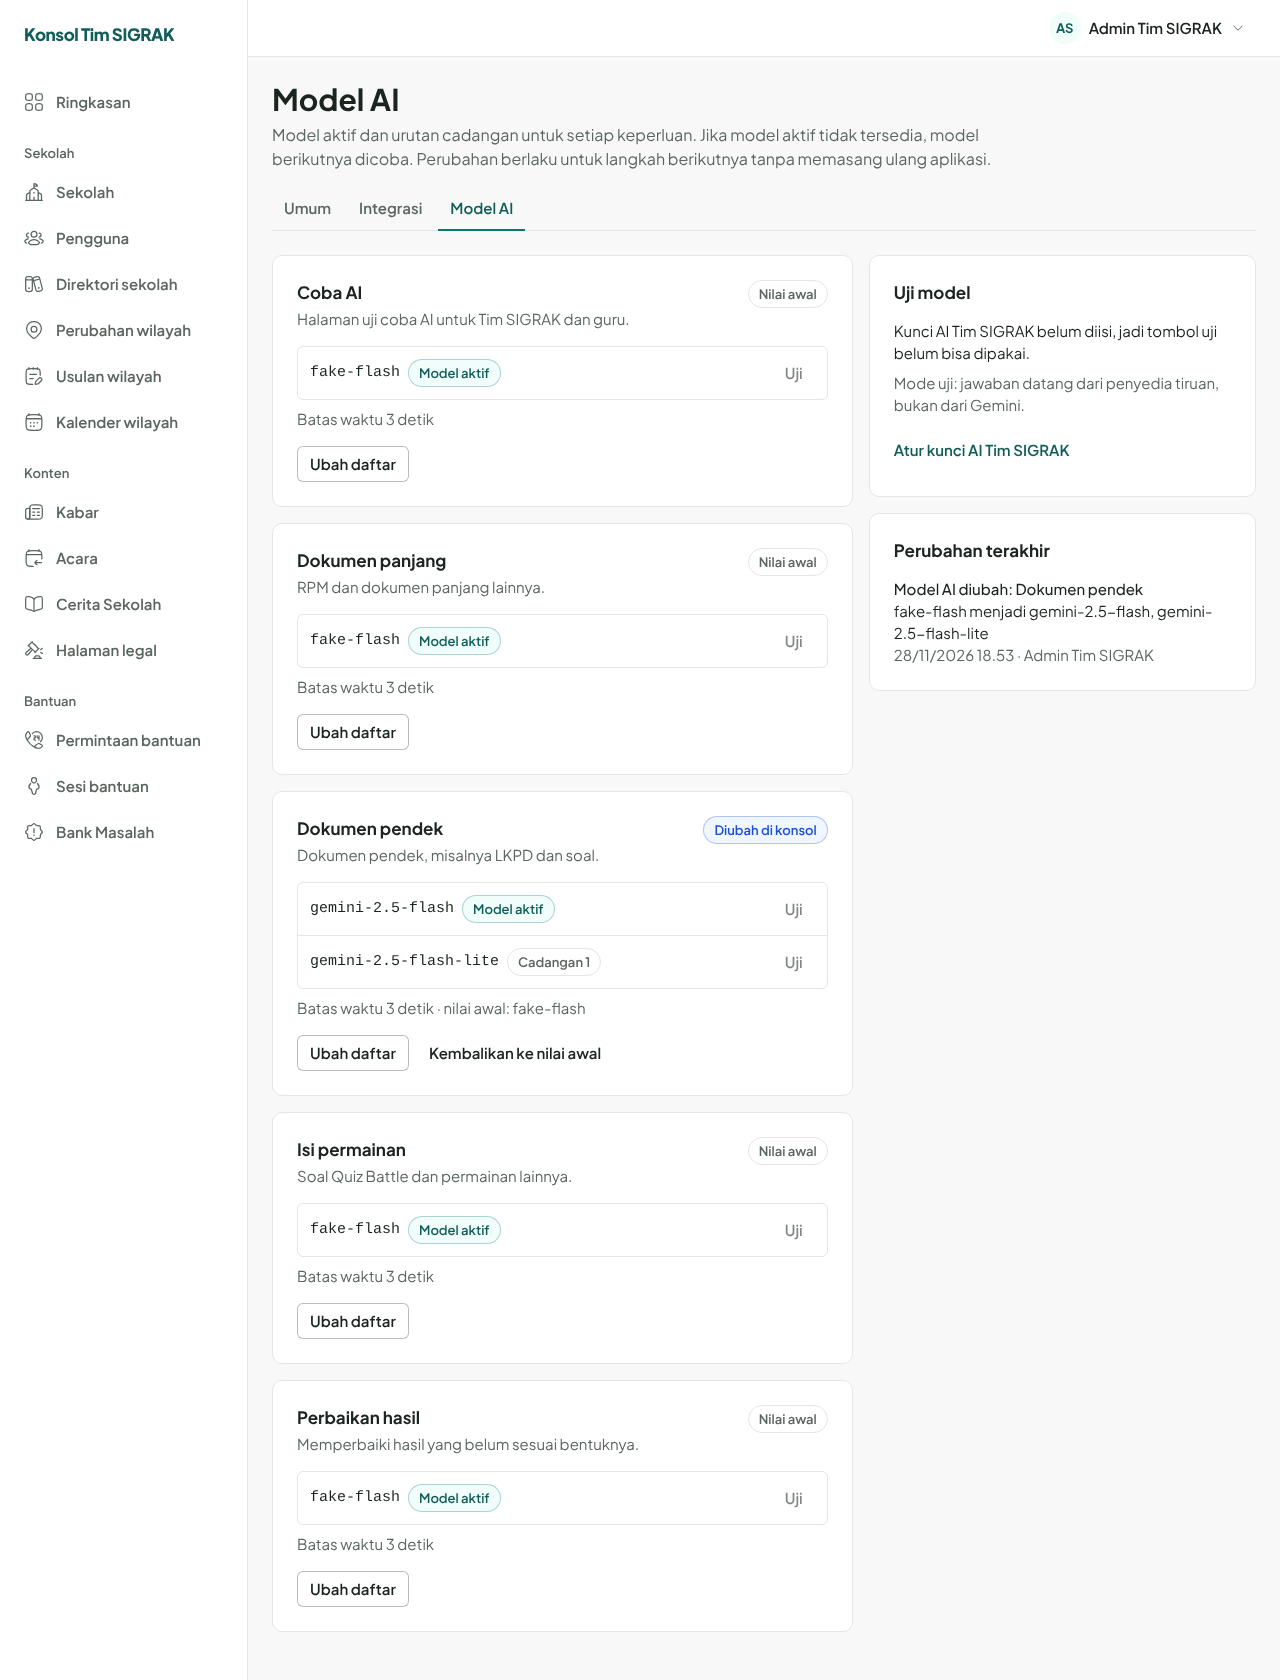 Konsol Tim SIGRAK
AS Admin Tim SIGRAK
Ringkasan
Sekolah
Sekolah
Pengguna
Direktori sekolah
Perubahan wilayah
Usulan wilayah
Kalender wilayah
Konten
Kabar
Acara
Cerita Sekolah
Halaman legal
Bantuan
Permintaan bantuan
Sesi bantuan
Bank Masalah
Model AI
Model aktif dan urutan cadangan untuk setiap keperluan. Jika model aktif tidak tersedia, model
berikutnya dicoba. Perubahan berlaku untuk langkah berikutnya tanpa memasang ulang aplikasi.
Umum Integrasi Model AI
Coba AI Nilai awal
Halaman uji coba AI untuk Tim SIGRAK dan guru.
fake-flash Model aktif Uji
Batas waktu 3 detik
Ubah daftar
Dokumen panjang Nilai awal
RPM dan dokumen panjang lainnya.
fake-flash Model aktif Uji
Batas waktu 3 detik
Ubah daftar
Dokumen pendek Diubah di konsol
Dokumen pendek, misalnya LKPD dan soal.
gemini-2.5-flash Model aktif Uji
gemini-2.5-flash-lite Cadangan 1 Uji
Batas waktu 3 detik · nilai awal: fake-flash
Ubah daftar Kembalikan ke nilai awal
Isi permainan Nilai awal
Soal Quiz Battle dan permainan lainnya.
fake-flash Model aktif Uji
Batas waktu 3 detik
Ubah daftar
Perbaikan hasil Nilai awal
Memperbaiki hasil yang belum sesuai bentuknya.
fake-flash Model aktif Uji
Batas waktu 3 detik
Ubah daftar
Uji model
Kunci AI Tim SIGRAK belum diisi, jadi tombol uji
belum bisa dipakai.
Mode uji: jawaban datang dari penyedia tiruan,
bukan dari Gemini.
Atur kunci AI Tim SIGRAK
Perubahan terakhir
Model AI diubah: Dokumen pendek
fake-flash menjadi gemini-2.5-flash, gemini-
2.5-flash-lite
28/11/2026 18.53 · Admin Tim SIGRAK